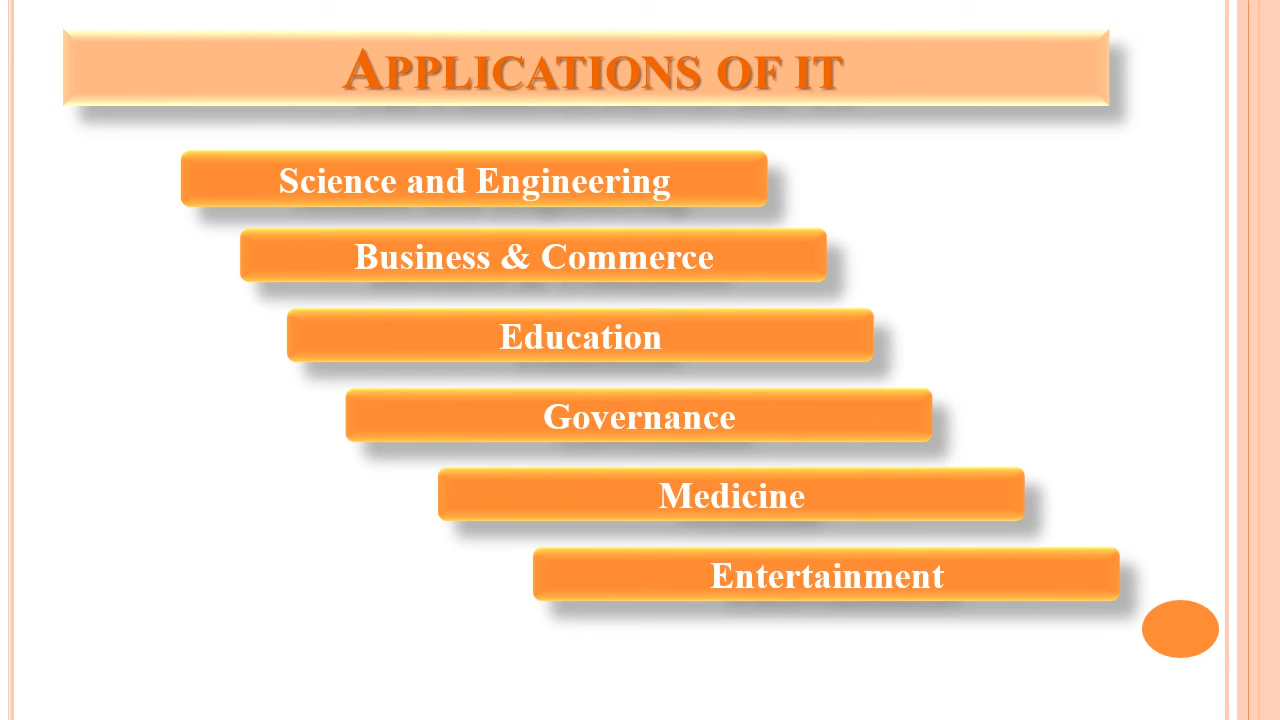 APPLICATIONS OF IT
Science and Engineering
Business & Commerce
Education
Governance
Medicine
Entertainment